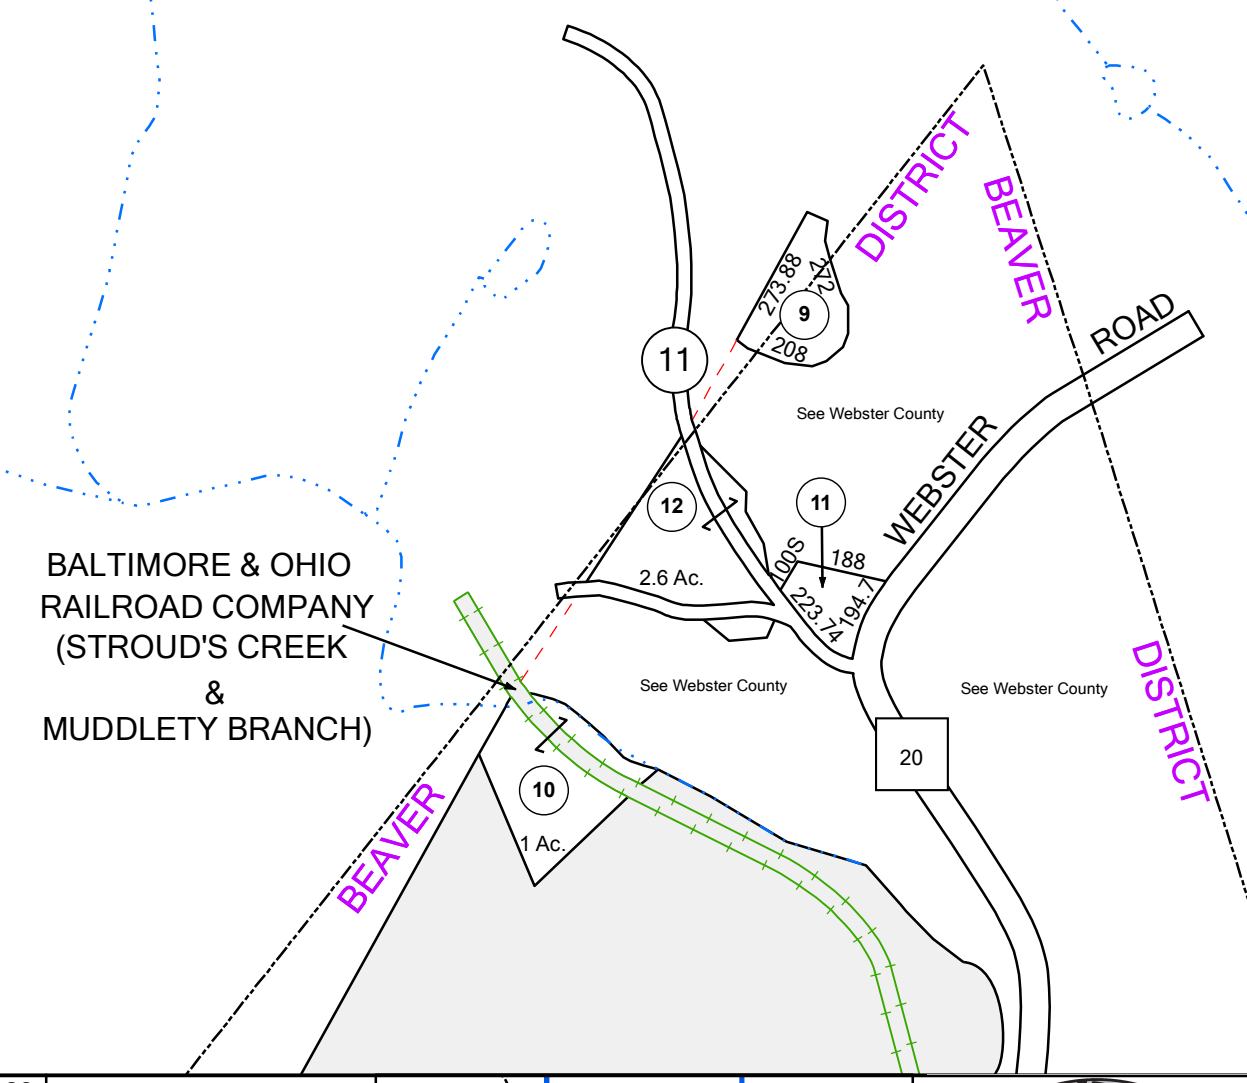 DISTRICT
BEAVER
273.88
222
9
208
ROAD
11
See Webster County
WEBSTER
12
11
100S
188
2.6 Ac.
223.74
194.7
BALTIMORE & OHIO
RAILROAD COMPANY
(STROUD'S CREEK
&
MUDDLETY BRANCH)
See Webster County
See Webster County
DISTRICT
20
10
1 Ac.
BEAVER